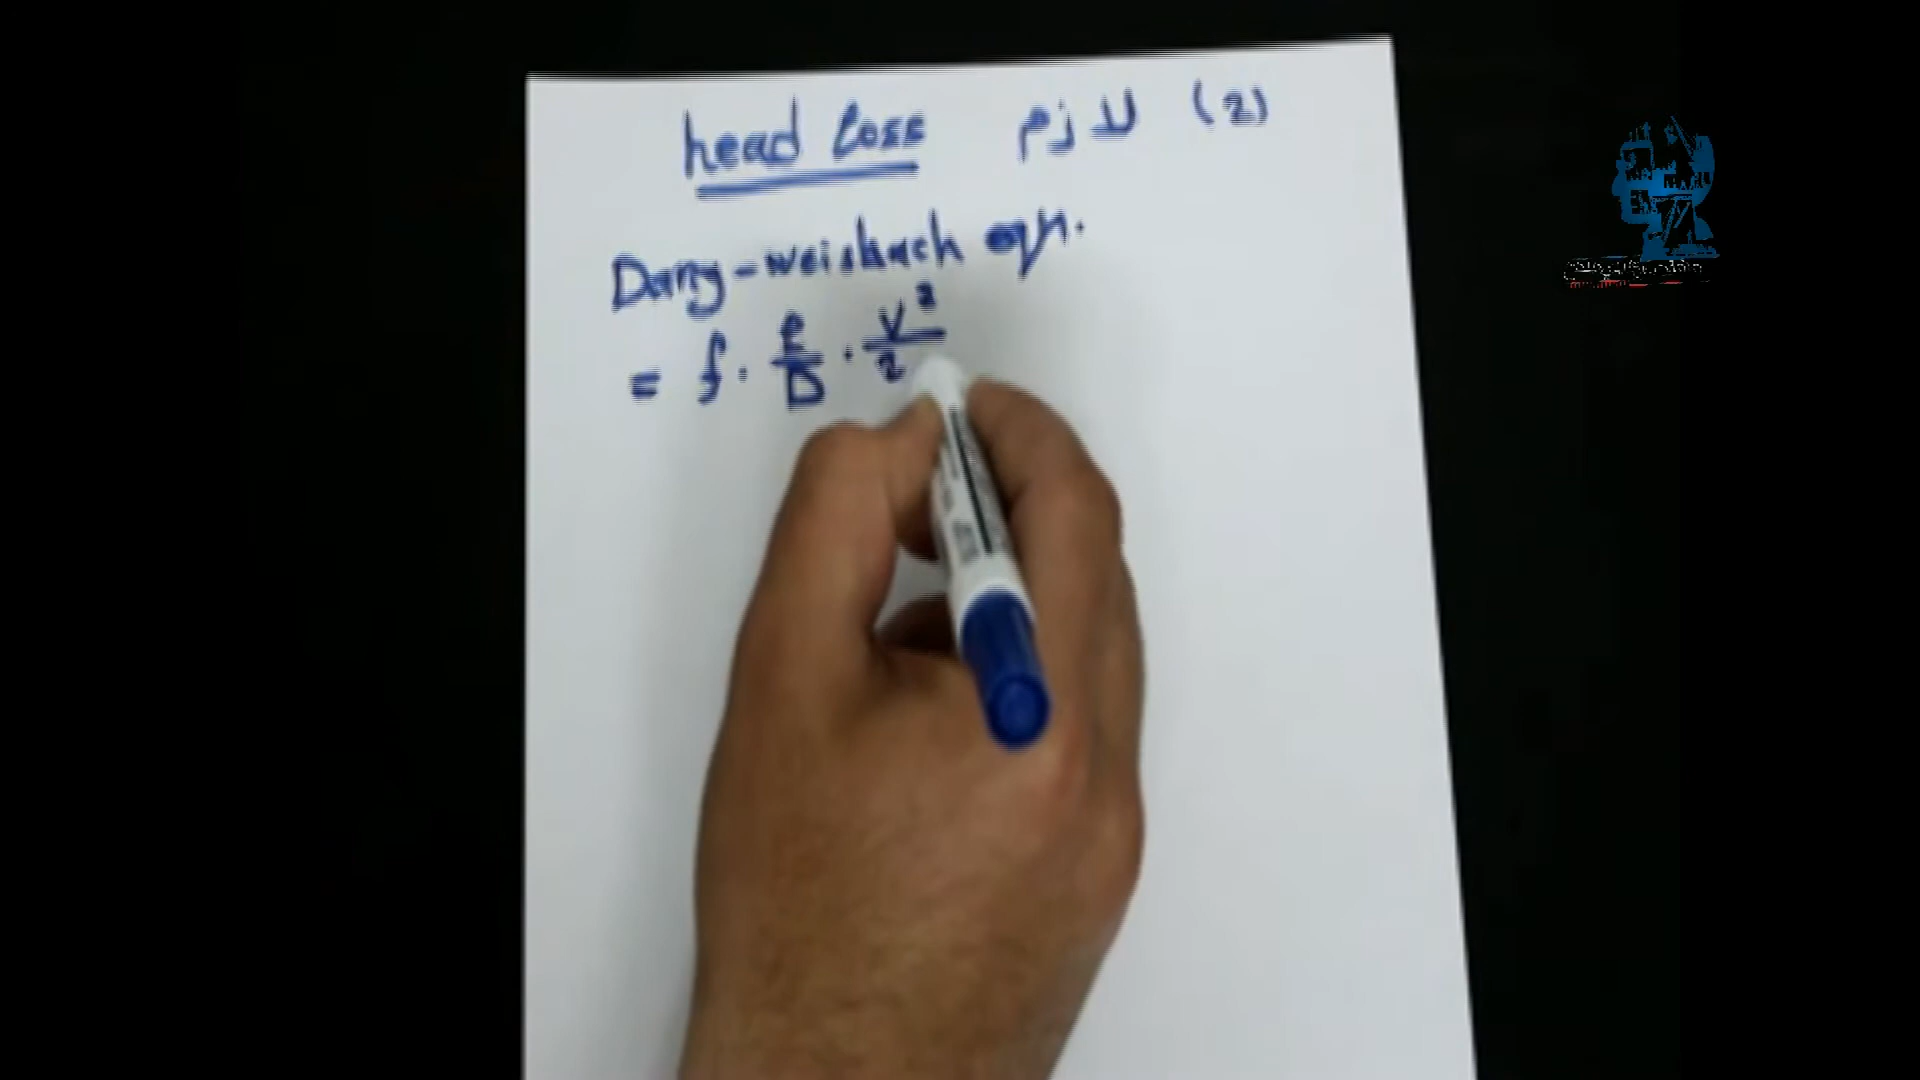 head loss لازم (2)
Darcy-weisbach eqn.
= f . ℓ/D . V²/2